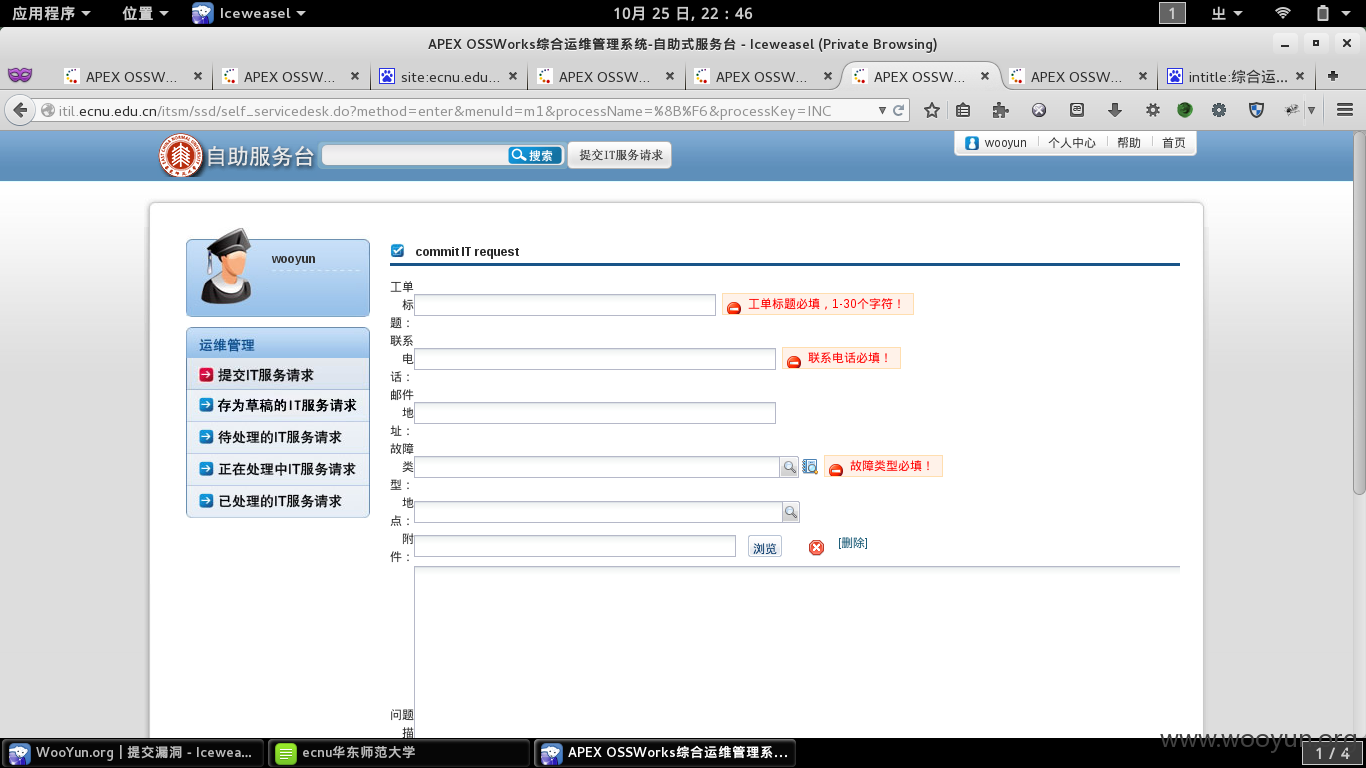 应用程序 位置 Iceweasel 10月 25 日, 22：46 1
APEX OSSWorks综合运维管理系统-自助式服务台 - Iceweasel (Private Browsing)
APEX OSSW… APEX OSSW… site:ecnu.edu… APEX OSSW… APEX OSSW… APEX OSSW… APEX OSSW… intitle:综合运…
itil.ecnu.edu.cn/itsm/ssd/self_servicedesk.do?method=enter&menuId=m1&processName=%8B%F6&processKey=INC
自助服务台 搜索 提交IT服务请求 wooyun 个人中心 帮助 首页
wooyun
commit IT request
运维管理
提交IT服务请求
存为草稿的IT服务请求
待处理的IT服务请求
正在处理中IT服务请求
已处理的IT服务请求
工单
标
题： 工单标题必填，1-30个字符！
联系
电
话： 联系电话必填！
邮件
地
址：
故障
类
型： 故障类型必填！
地
点：
附
件： 浏览 [删除]
问题
描
www.wooyun.org
WooYun.org | 提交漏洞 - Icewea… ecnu华东师范大学 APEX OSSWorks综合运维管理系… 1 / 4